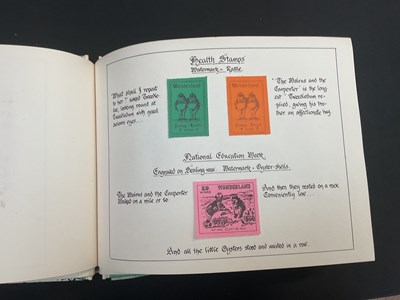 Health Stamps
Watermark - Rattle
"What shall I repeat
to her?" said Tweedle-
dee, looking round at
Tweedledum with great
solemn eyes.
"The Walrus and the
Carpenter" is the long-
est" Tweedledum re-
plied, giving his bro-
ther an affectionate hug.
Wonderland
Wonderland
National Education Week
Engraved on Sealing-wax. Watermark - Oyster-shells.
The Walrus and the Carpenter
Walked on a mile or so
WONDERLAND
And then they rested on a rock
Conveniently low
And all the little Oysters stood and waited in a row.